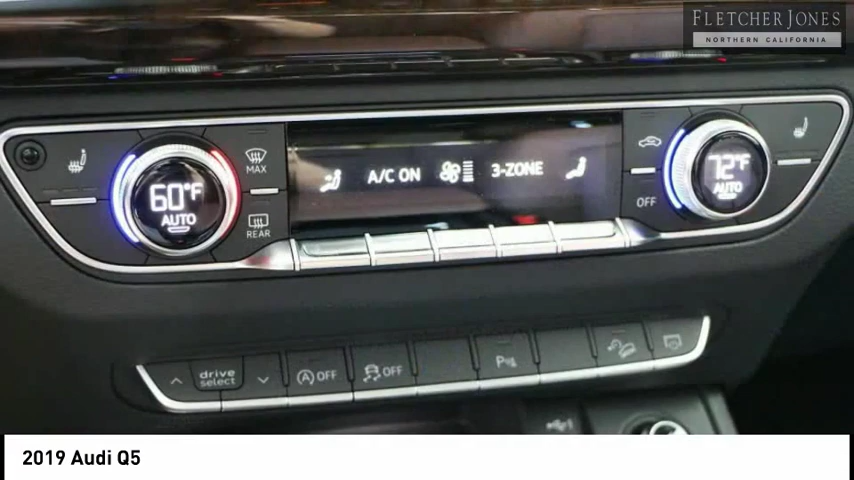 FLETCHER JONES
NORTHERN CALIFORNIA
60°F
AUTO
MAX
REAR
A/C ON
3-ZONE
72°F
AUTO
OFF
drive
select
A OFF
OFF
P
2019 Audi Q5